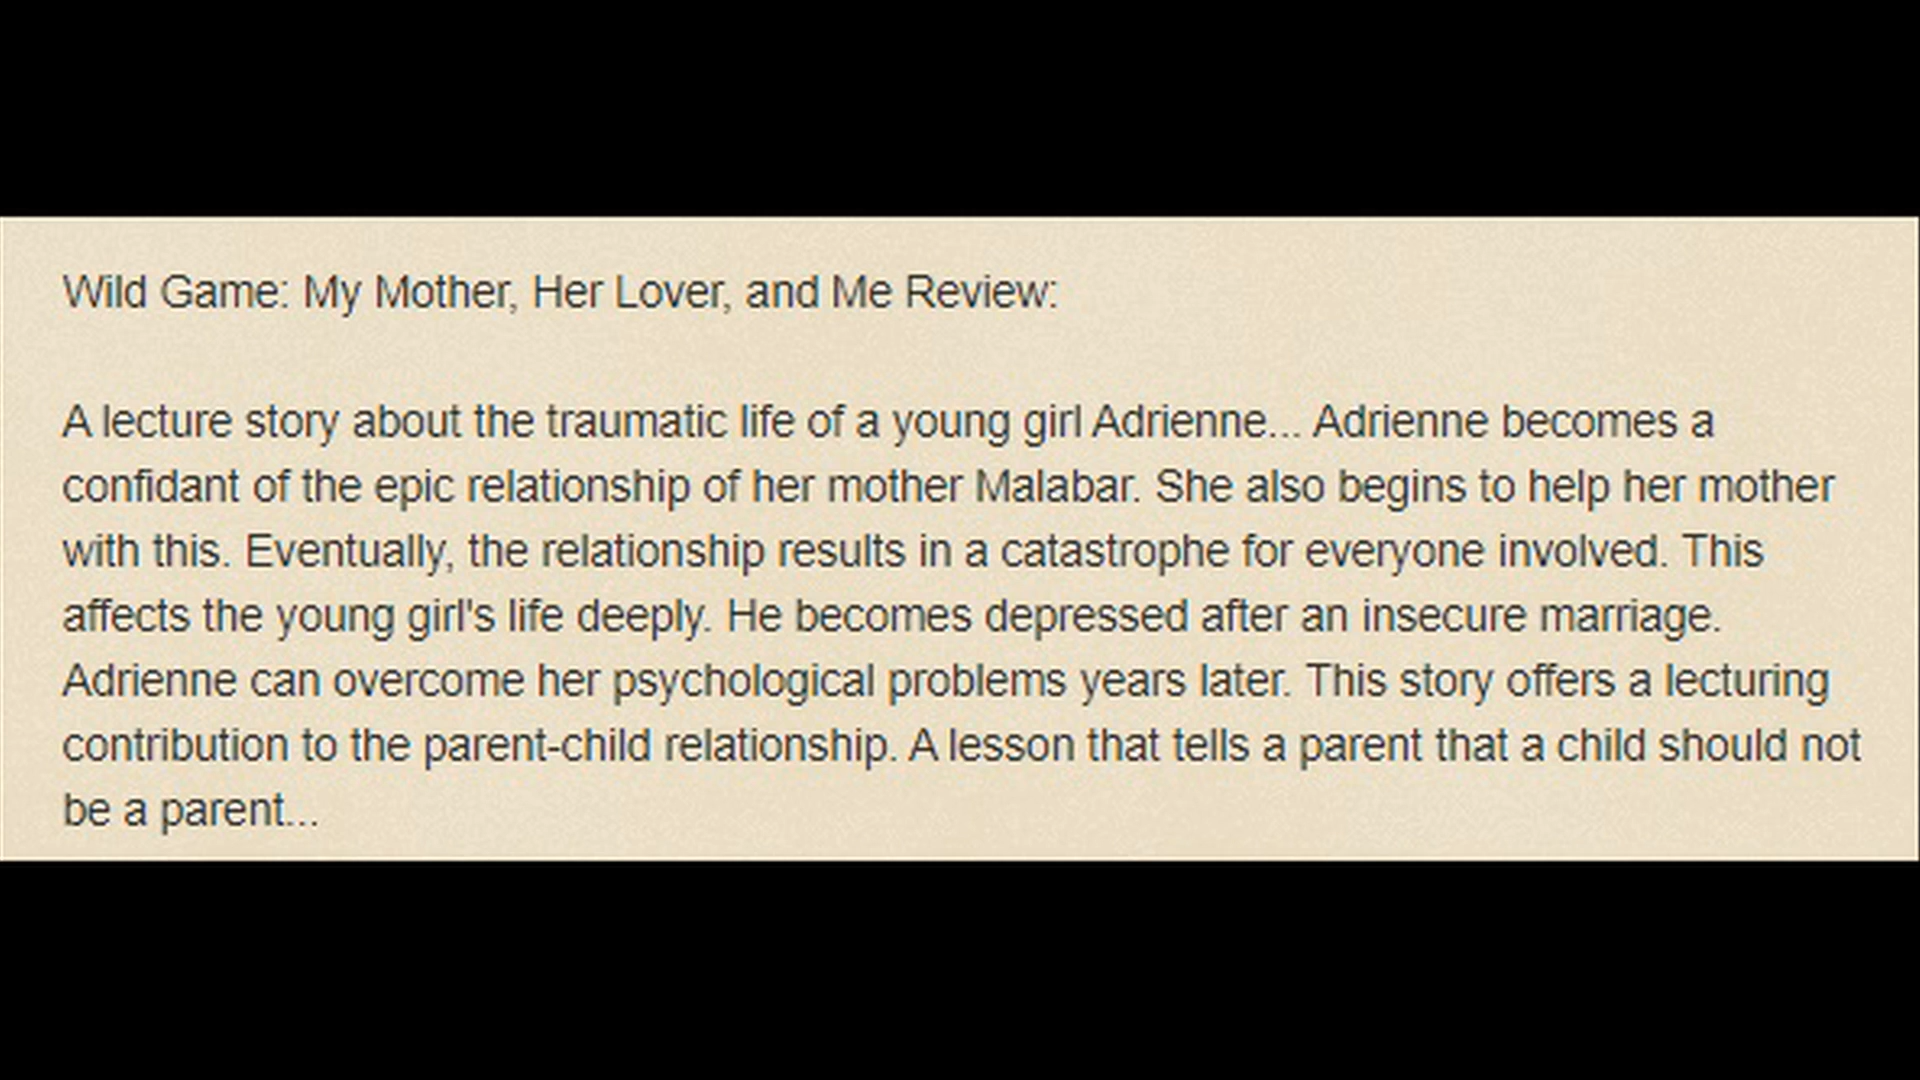 Wild Game: My Mother, Her Lover, and Me Review:
A lecture story about the traumatic life of a young girl Adrienne... Adrienne becomes a
confidant of the epic relationship of her mother Malabar. She also begins to help her mother
with this. Eventually, the relationship results in a catastrophe for everyone involved. This
affects the young girl's life deeply. He becomes depressed after an insecure marriage.
Adrienne can overcome her psychological problems years later. This story offers a lecturing
contribution to the parent-child relationship. A lesson that tells a parent that a child should not
be a parent...